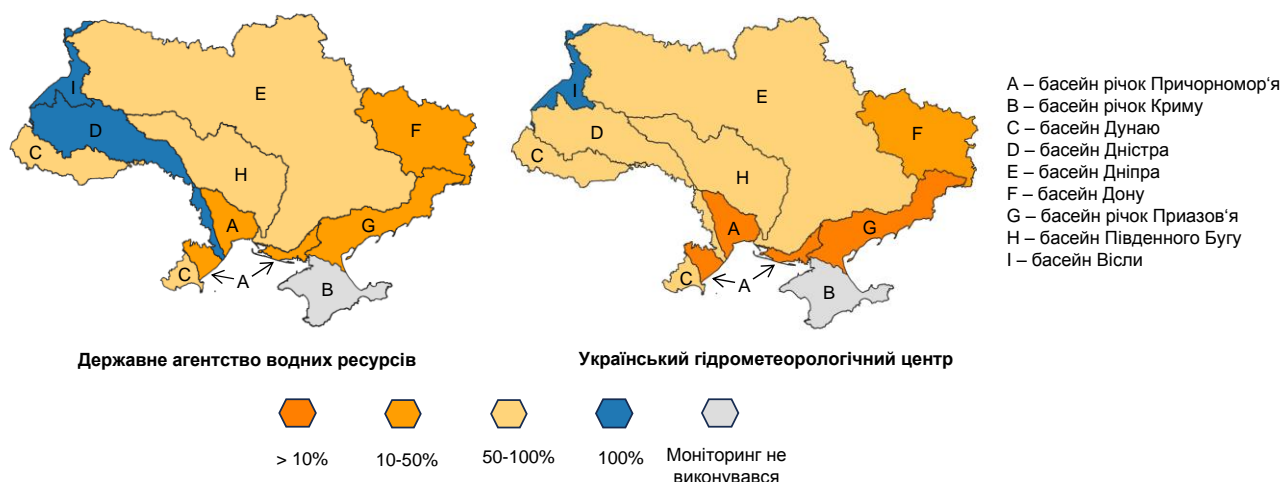 I
E
D
F
C
H
A
G
C
A
B
I
E
D
F
C
H
A
G
C
A
B
A – басейн річок Причорномор‘я
B – басейн річок Криму
C – басейн Дунаю
D – басейн Дністра
E – басейн Дніпра
F – басейн Дону
G – басейн річок Приазов‘я
H – басейн Південного Бугу
I – басейн Вісли
Державне агентство водних ресурсів
Український гідрометеорологічний центр
> 10%
10-50%
50-100%
100%
Моніторинг не
виконувався